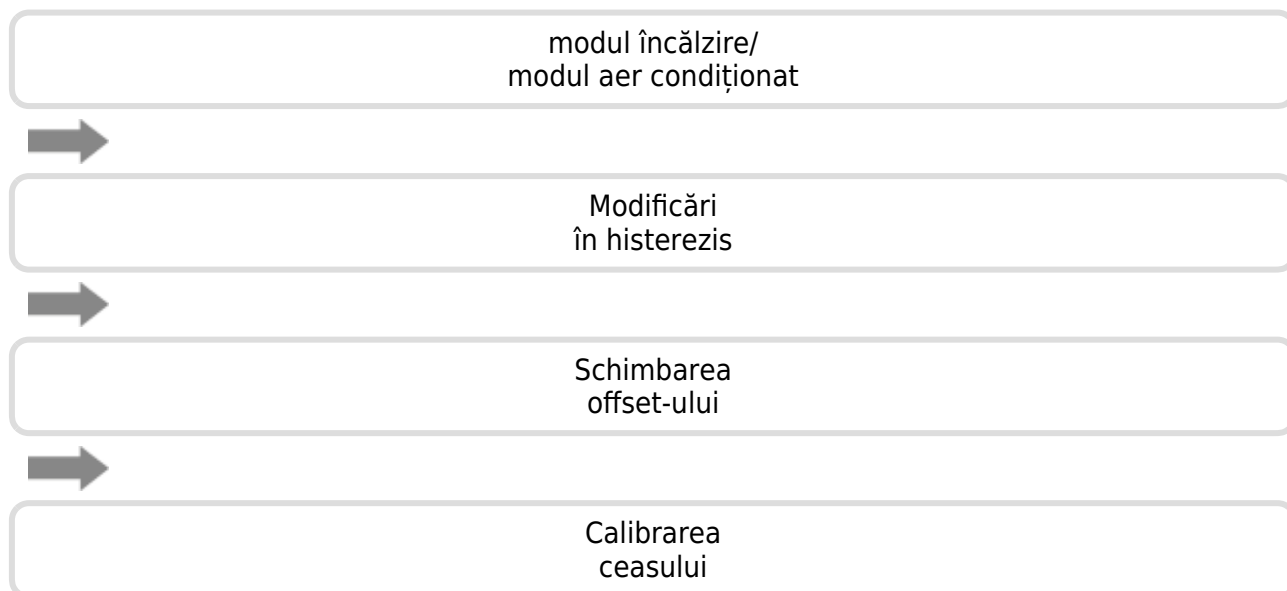 modul încălzire/
modul aer condiționat
Modificări
în histerezis
Schimbarea
offset-ului
Calibrarea
ceasului